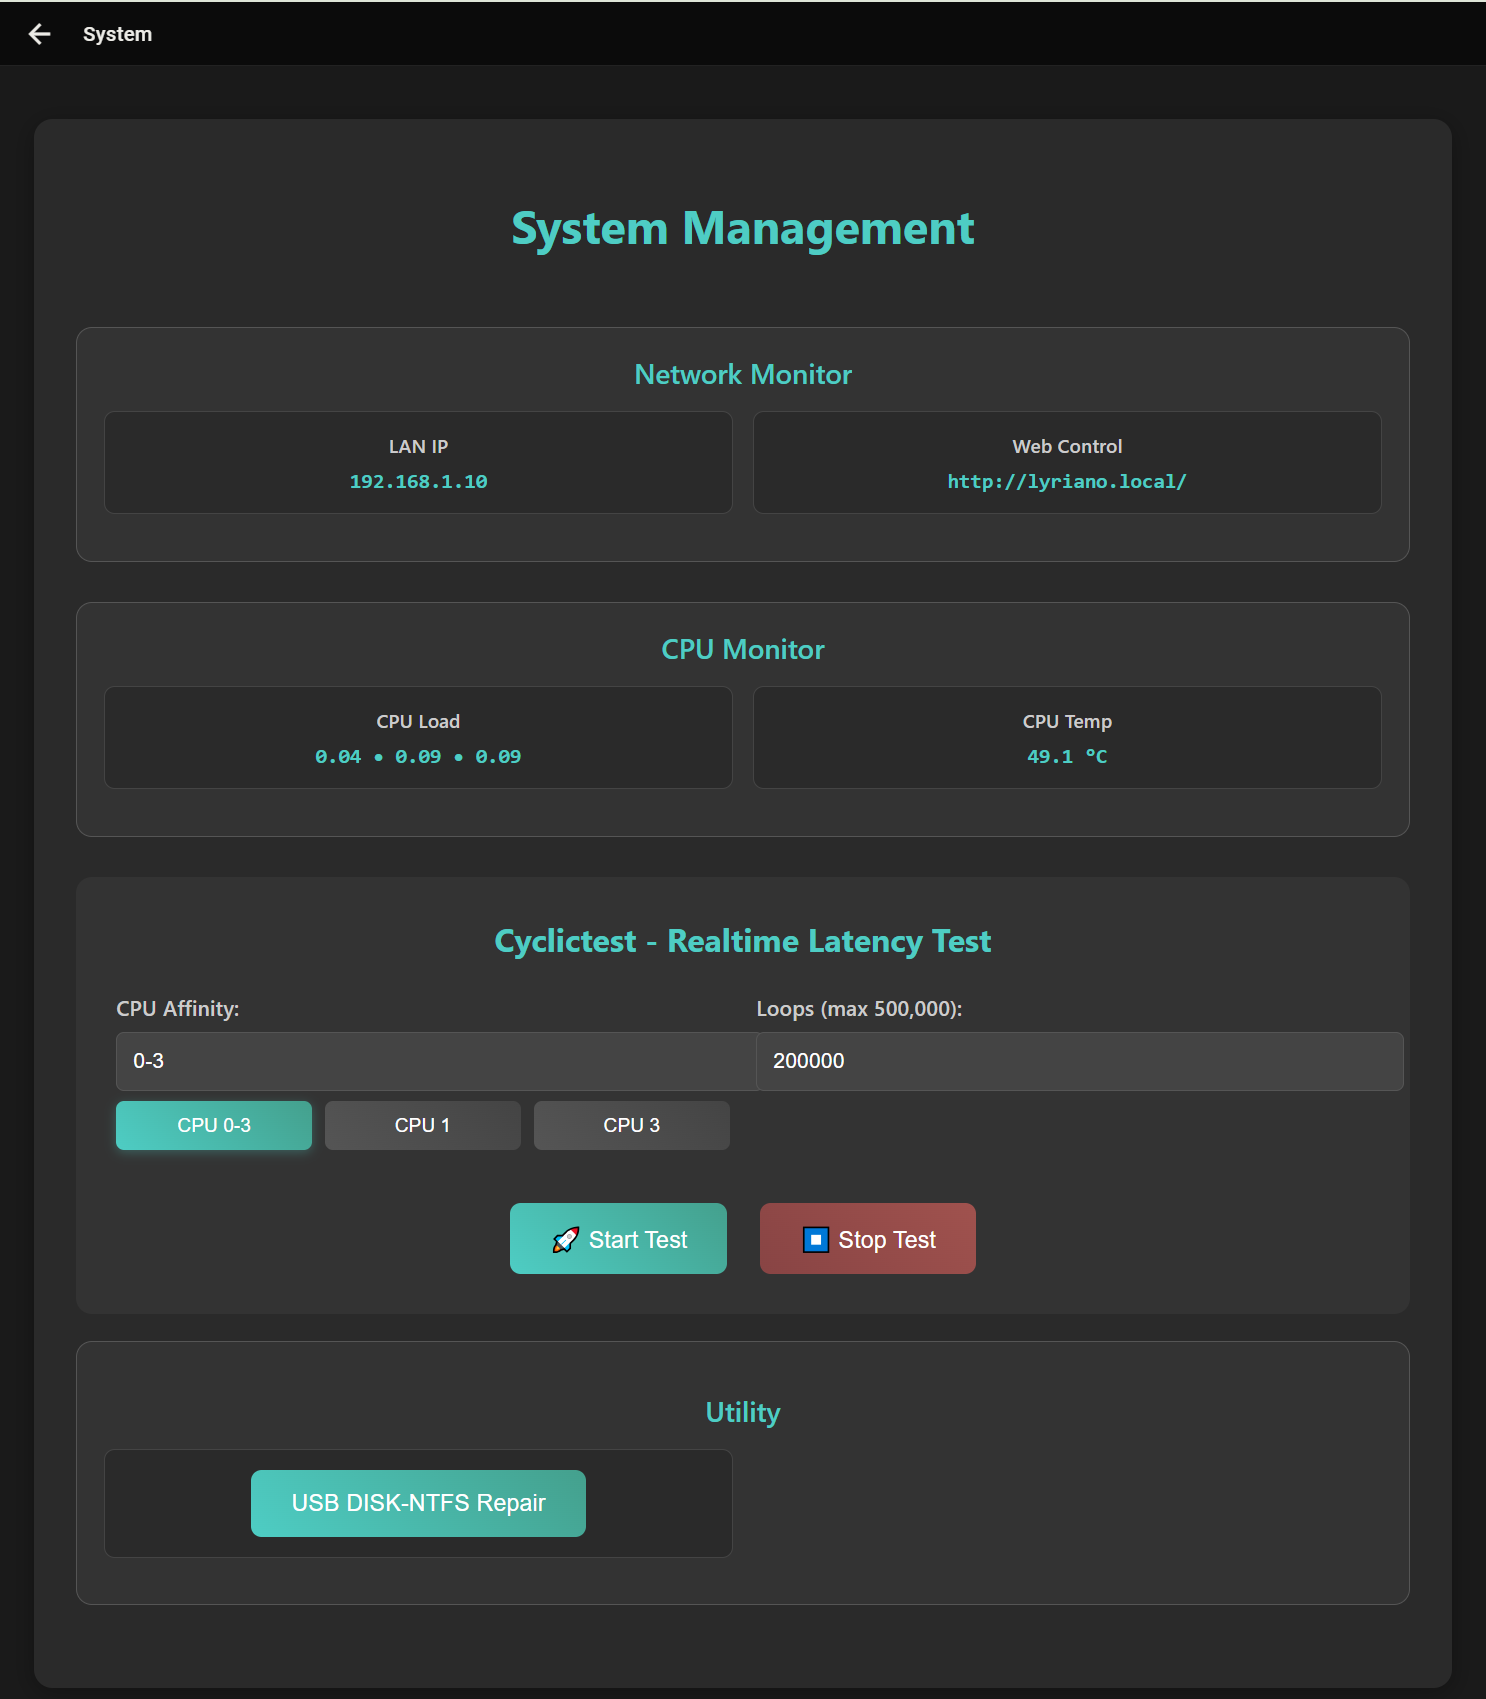 System
System Management
Network Monitor
LAN IP
192.168.1.10
Web Control
http://lyriano.local/
CPU Monitor
CPU Load
0.04 • 0.09 • 0.09
CPU Temp
49.1 °C
Cyclictest - Realtime Latency Test
CPU Affinity:
0-3
CPU 0-3 CPU 1 CPU 3
Loops (max 500,000):
200000
🚀 Start Test
⏹️ Stop Test
Utility
USB DISK-NTFS Repair